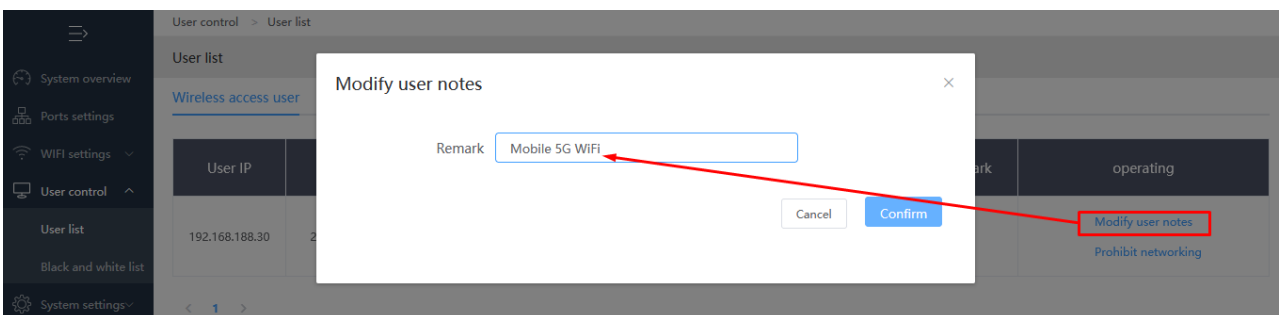 User control > User list
User list
System overview
Wireless access user
Ports settings
WIFI settings
User control
User list
Black and white list
System settings
Modify user notes
×
Remark
Mobile 5G WiFi
Cancel
Confirm
User IP
operating
192.168.188.30
Modify user notes
Prohibit networking
< 1 >